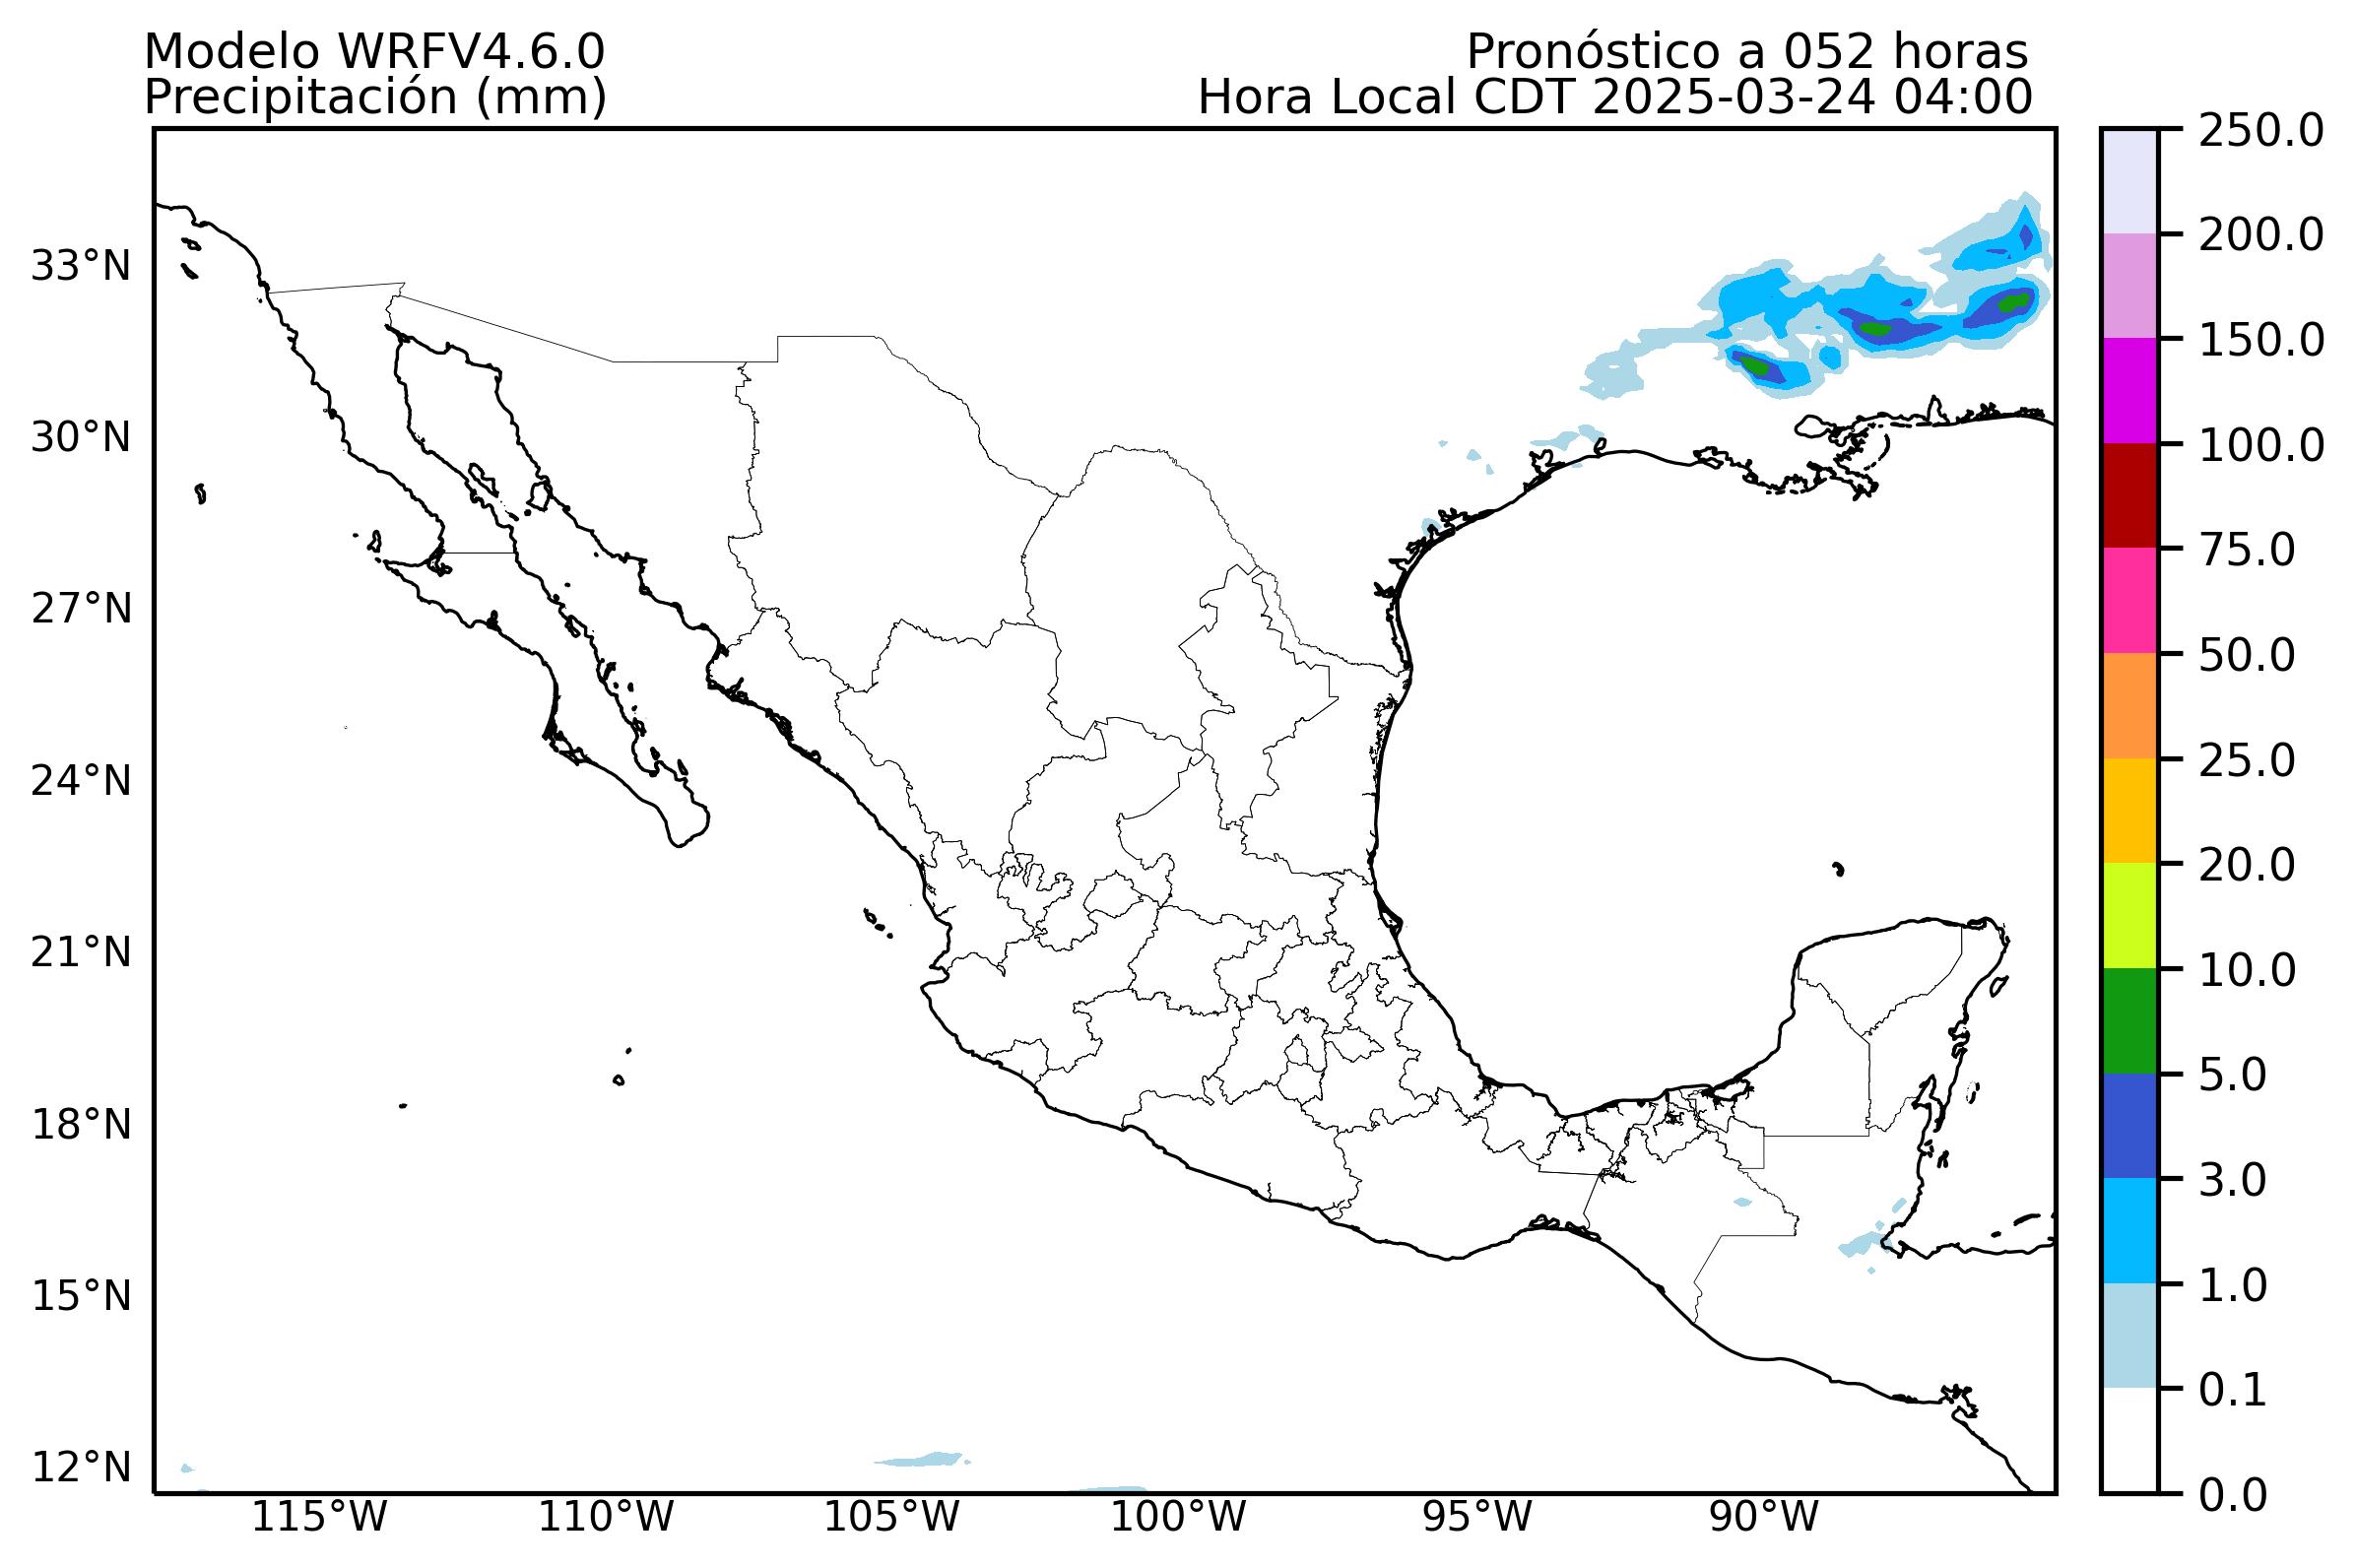 Modelo WRFV4.6.0
Precipitación (mm)
Pronóstico a 052 horas
Hora Local CDT 2025-03-24 04:00
33°N
30°N
27°N
24°N
21°N
18°N
15°N
12°N
115°W
110°W
105°W
100°W
95°W
90°W
250.0
200.0
150.0
100.0
75.0
50.0
25.0
20.0
10.0
5.0
3.0
1.0
0.1
0.0